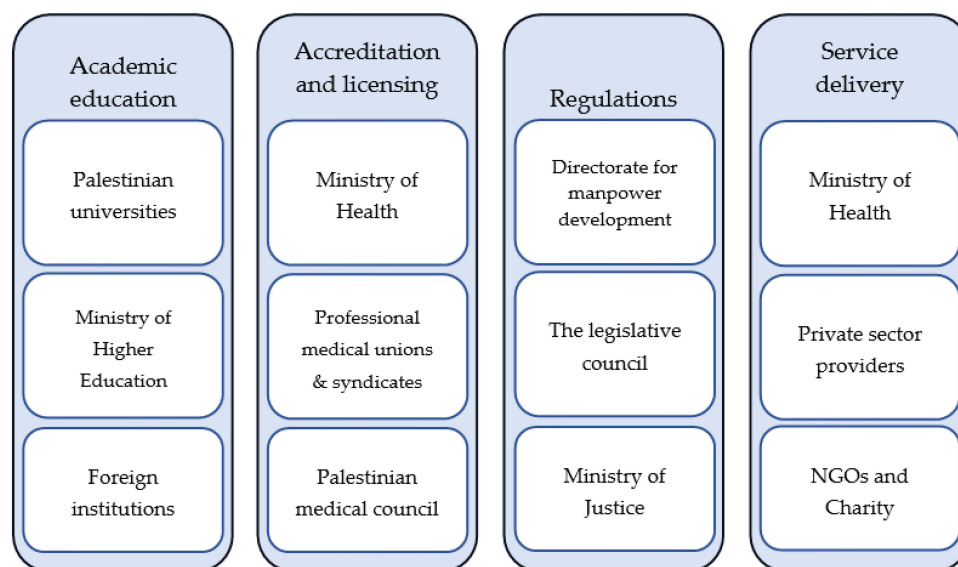 Academic
education
Palestinian
universities
Ministry of
Higher
Education
Foreign
institutions
Accreditation
and licensing
Ministry of
Health
Professional
medical unions
& syndicates
Palestinian
medical council
Regulations
Directorate for
manpower
development
The legislative
council
Ministry of
Justice
Service
delivery
Ministry of
Health
Private sector
providers
NGOs and
Charity